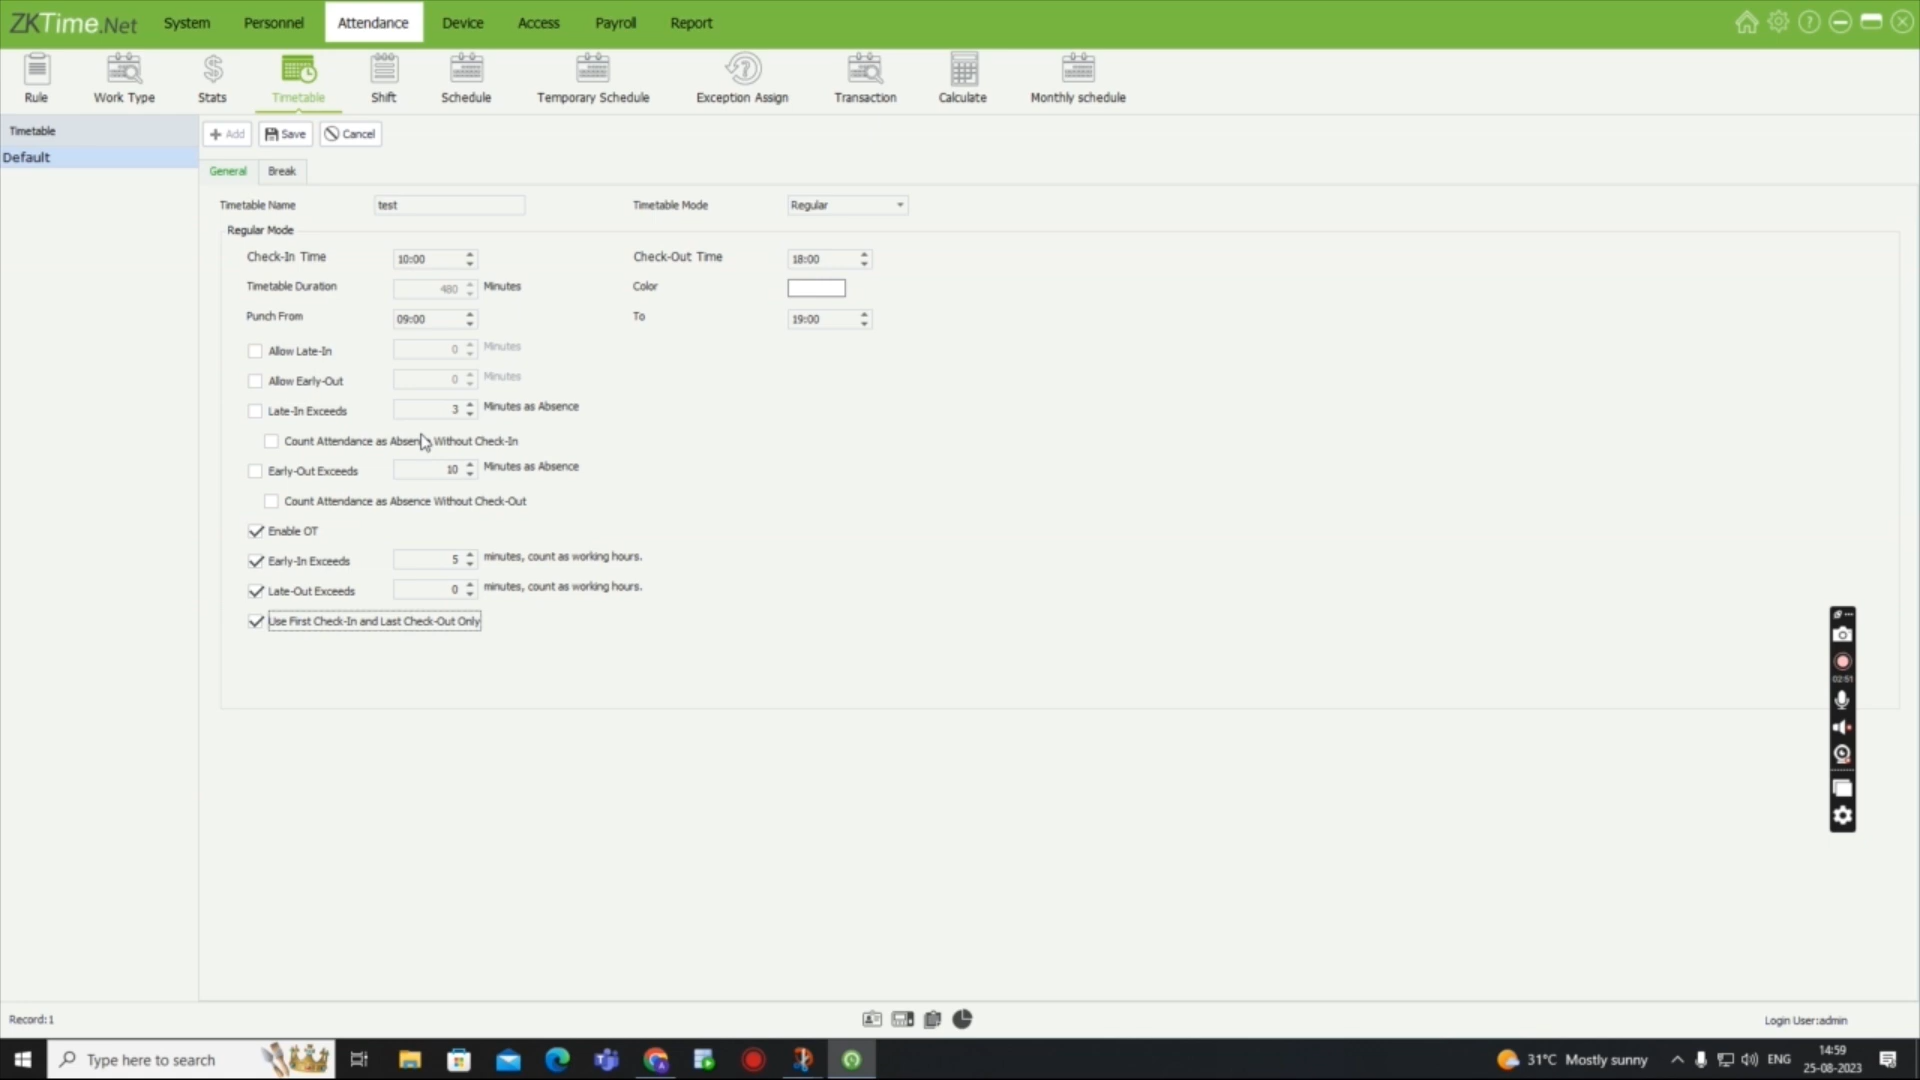 ZKTime.Net System Personnel Attendance Device Access Payroll Report
Rule Work Type Stats Timetable Shift Schedule Temporary Schedule Exception Assign Transaction Calculate Monthly schedule
Timetable
Default
Add Save Cancel
General Break
Timetable Name test Timetable Mode Regular
Regular Mode
Check-In Time 10:00 Check-Out Time 18:00
Timetable Duration 480 Minutes Color
Punch From 09:00 To 19:00
Allow Late-In 0 Minutes
Allow Early-Out 0 Minutes
Late-In Exceeds 3 Minutes as Absence
Count Attendance as Absence Without Check-In
Early-Out Exceeds 10 Minutes as Absence
Count Attendance as Absence Without Check-Out
Enable OT
Early-In Exceeds 5 minutes, count as working hours.
Late-Out Exceeds 0 minutes, count as working hours.
Use First Check-In and Last Check-Out Only
02:51
Record:1 Login User:admin
Type here to search 31°C Mostly sunny ENG 14:59
25-08-2023